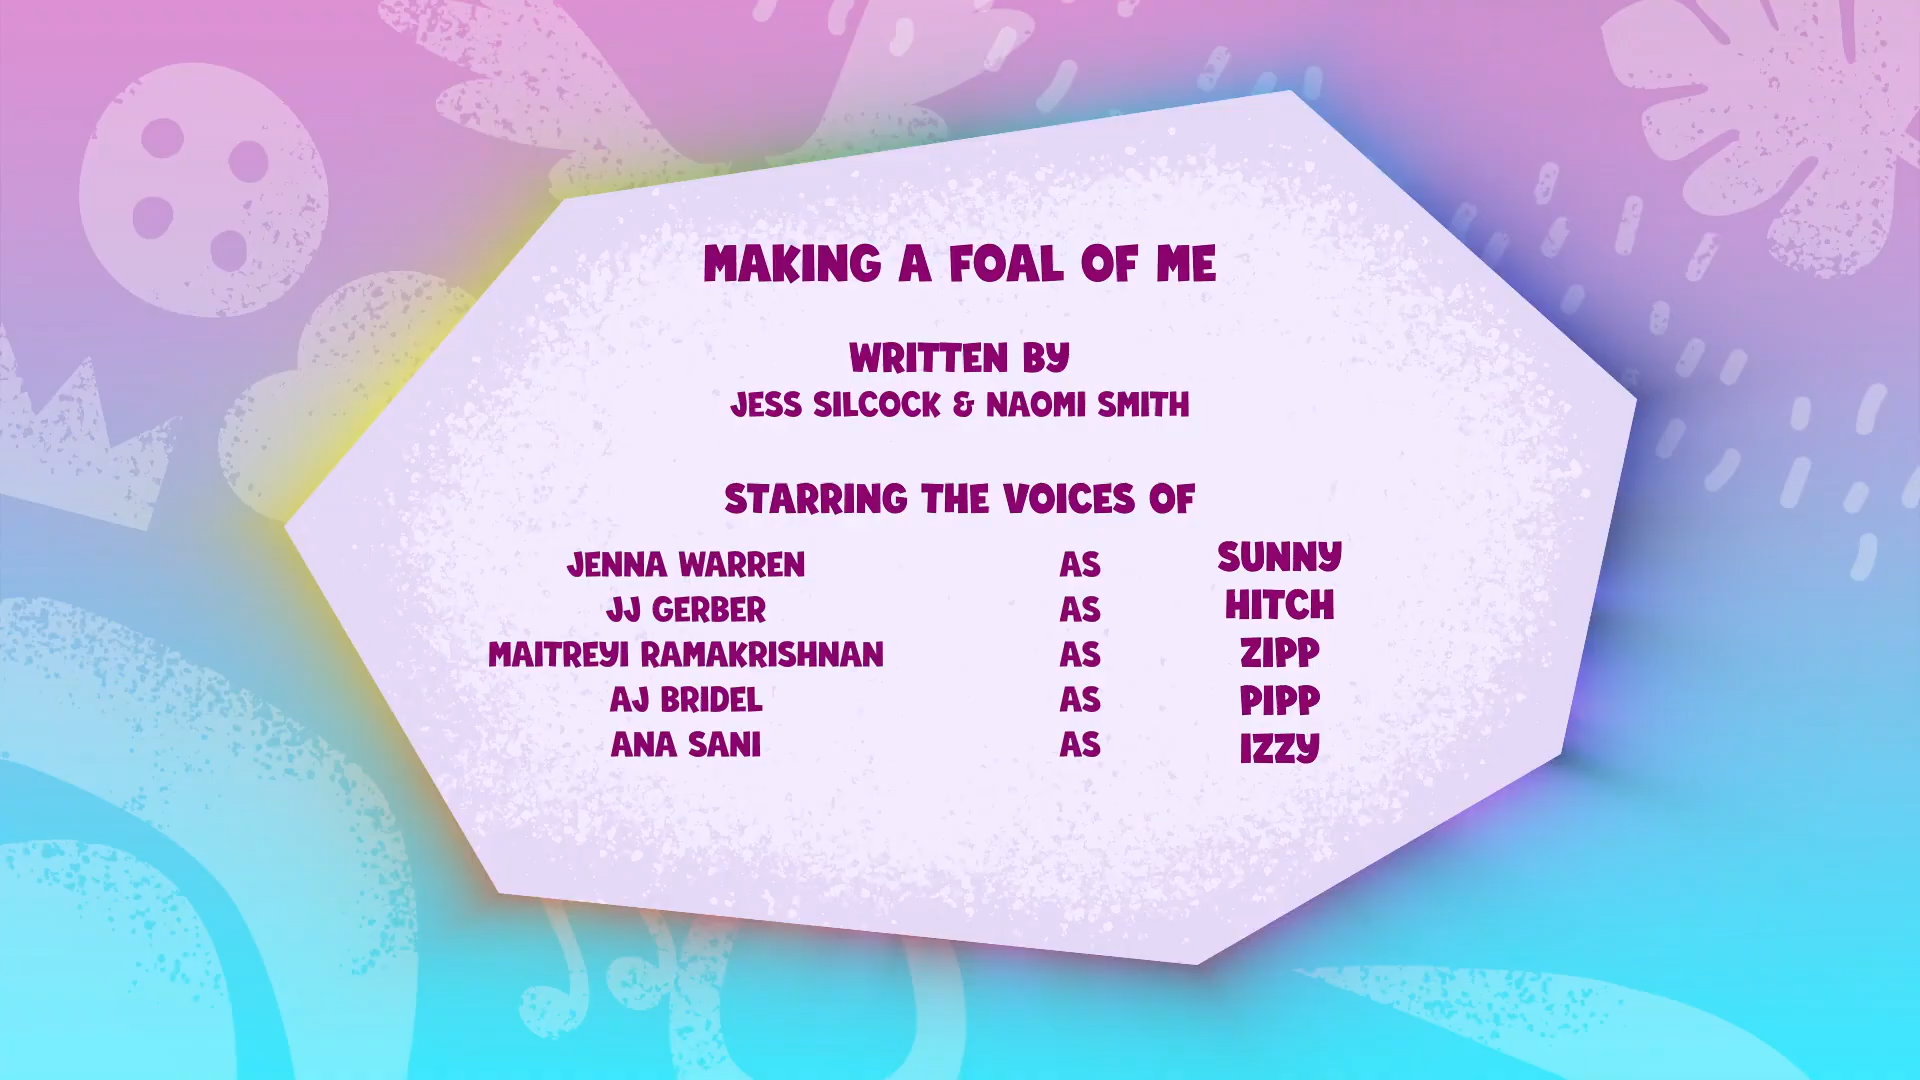 MAKING A FOAL OF ME
WRITTEN BY
JESS SILCOCK & NAOMI SMITH
STARRING THE VOICES OF
JENNA WARREN AS SUNNY
JJ GERBER AS HITCH
MAITREYI RAMAKRISHNAN AS ZIPP
AJ BRIDEL AS PIPP
ANA SANI AS IZZY